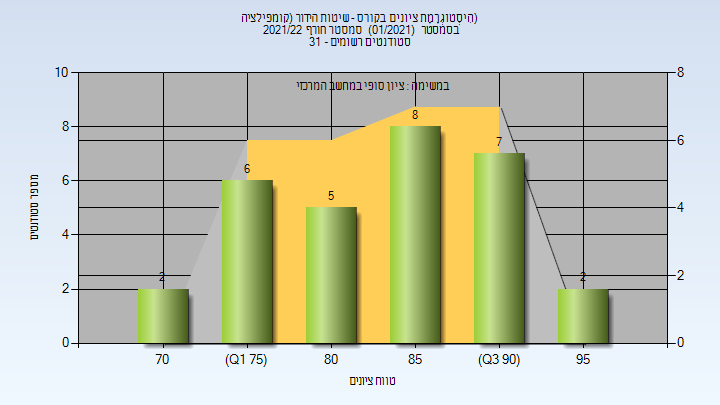 (היסטוגרמת ציונים בקורס - שיטות הידור (קומפילציה
בסמסטר (01/2021) סמסטר חורף 2021/22
סטודנטים רשומים - 31
במשימה : ציון סופי במחשב המרכזי
10
8
6
4
2
0
8
6
4
2
0
מספר סטודנטים
2
6
5
8
7
2
70
(Q1 75)
80
85
(Q3 90)
95
טווח ציונים